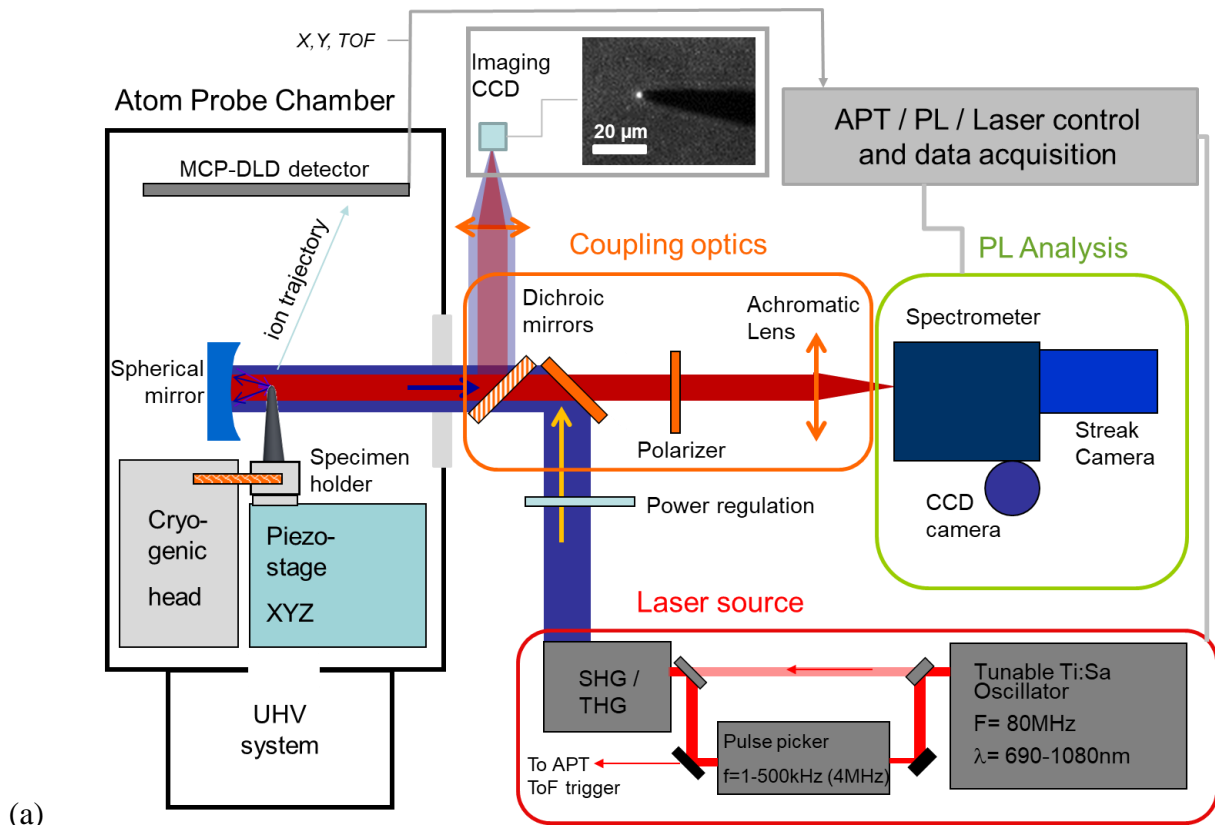 X,Y, TOF
Imaging
CCD
20 µm
Atom Probe Chamber
APT / PL / Laser control
and data acquisition
MCP-DLD detector
ion trajectory
Coupling optics
PL Analysis
Dichroic
mirrors
Achromatic
Lens
Spectrometer
Spherical
mirror
Polarizer
Streak
Camera
Specimen
holder
CCD
camera
Power regulation
Cryo-
genic
head
Piezo-
stage
XYZ
Laser source
SHG /
THG
Tunable Ti:Sa
Oscillator
F= 80MHz
λ= 690-1080nm
Pulse picker
f=1-500kHz (4MHz)
To APT
ToF trigger
UHV
system
(a)